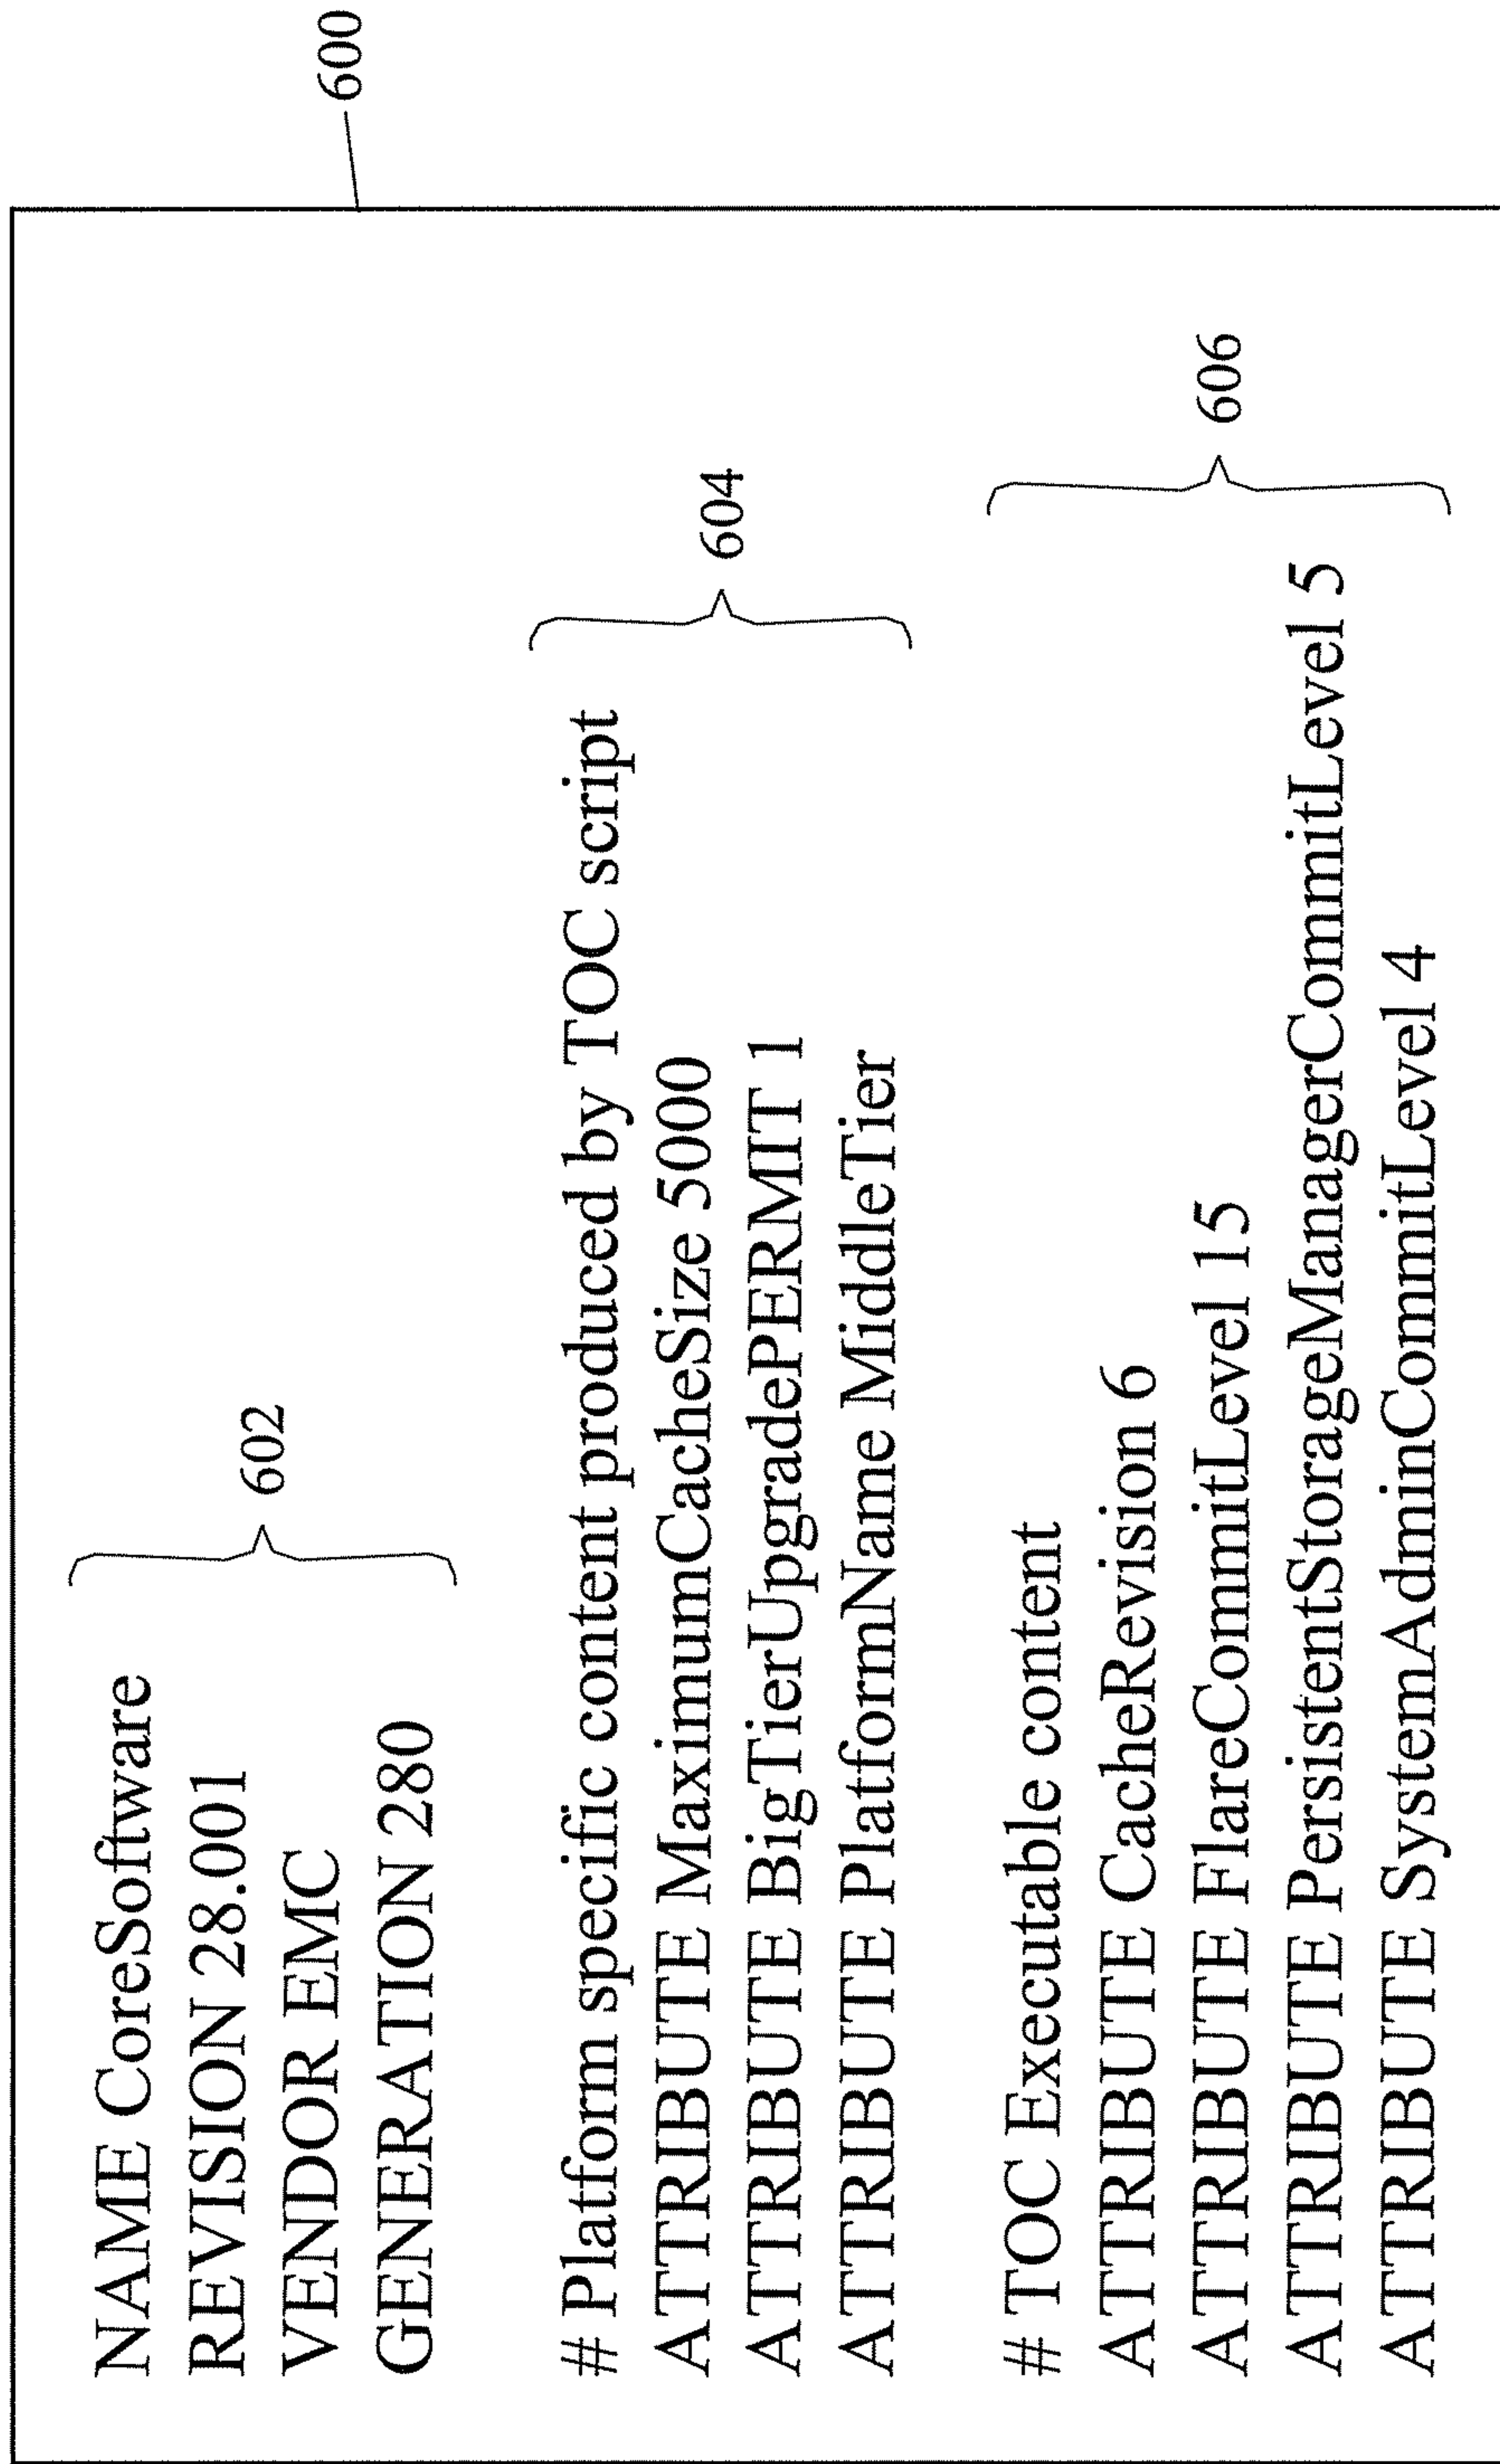 600
NAME CoreSoftware
REVISION 28.001
VENDOR EMC
GENERATION 280
602
# Platform specific content produced by TOC script
ATTRIBUTE MaximumCacheSize 5000
ATTRIBUTE BigTierUpgradePERMIT 1
ATTRIBUTE PlatformName MiddleTier
604
# TOC Executable content
ATTRIBUTE CacheRevision 6
ATTRIBUTE FlareCommitLevel 15
ATTRIBUTE PersistentStorageManagerCommitLevel 5
ATTRIBUTE SystemAdminCommitLevel 4
606